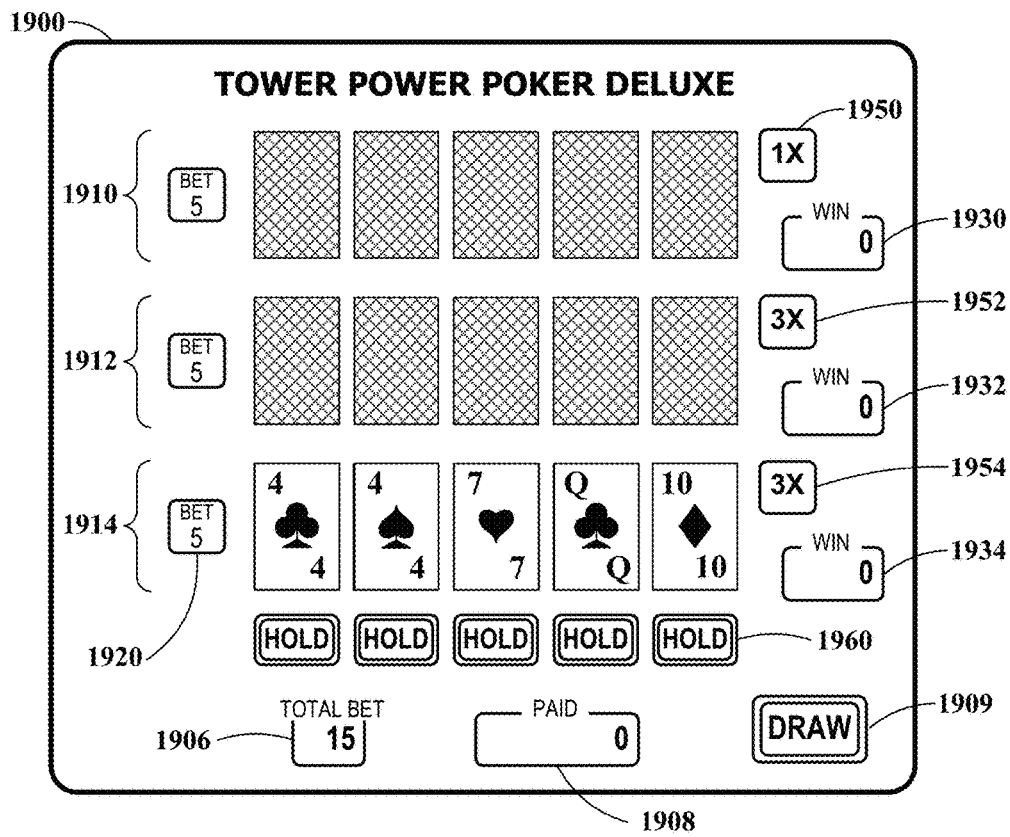 1900
TOWER POWER POKER DELUXE
1950
1X
1910
BET
5
WIN
0
1930
1952
3X
1912
BET
5
WIN
0
1932
1954
3X
4 4 7 Q 10
1914
BET
5
4 4 7 Q 10
WIN
0
1934
HOLD HOLD HOLD HOLD HOLD
1960
1920
TOTAL BET
15
1906
PAID
0
DRAW
1909
1908